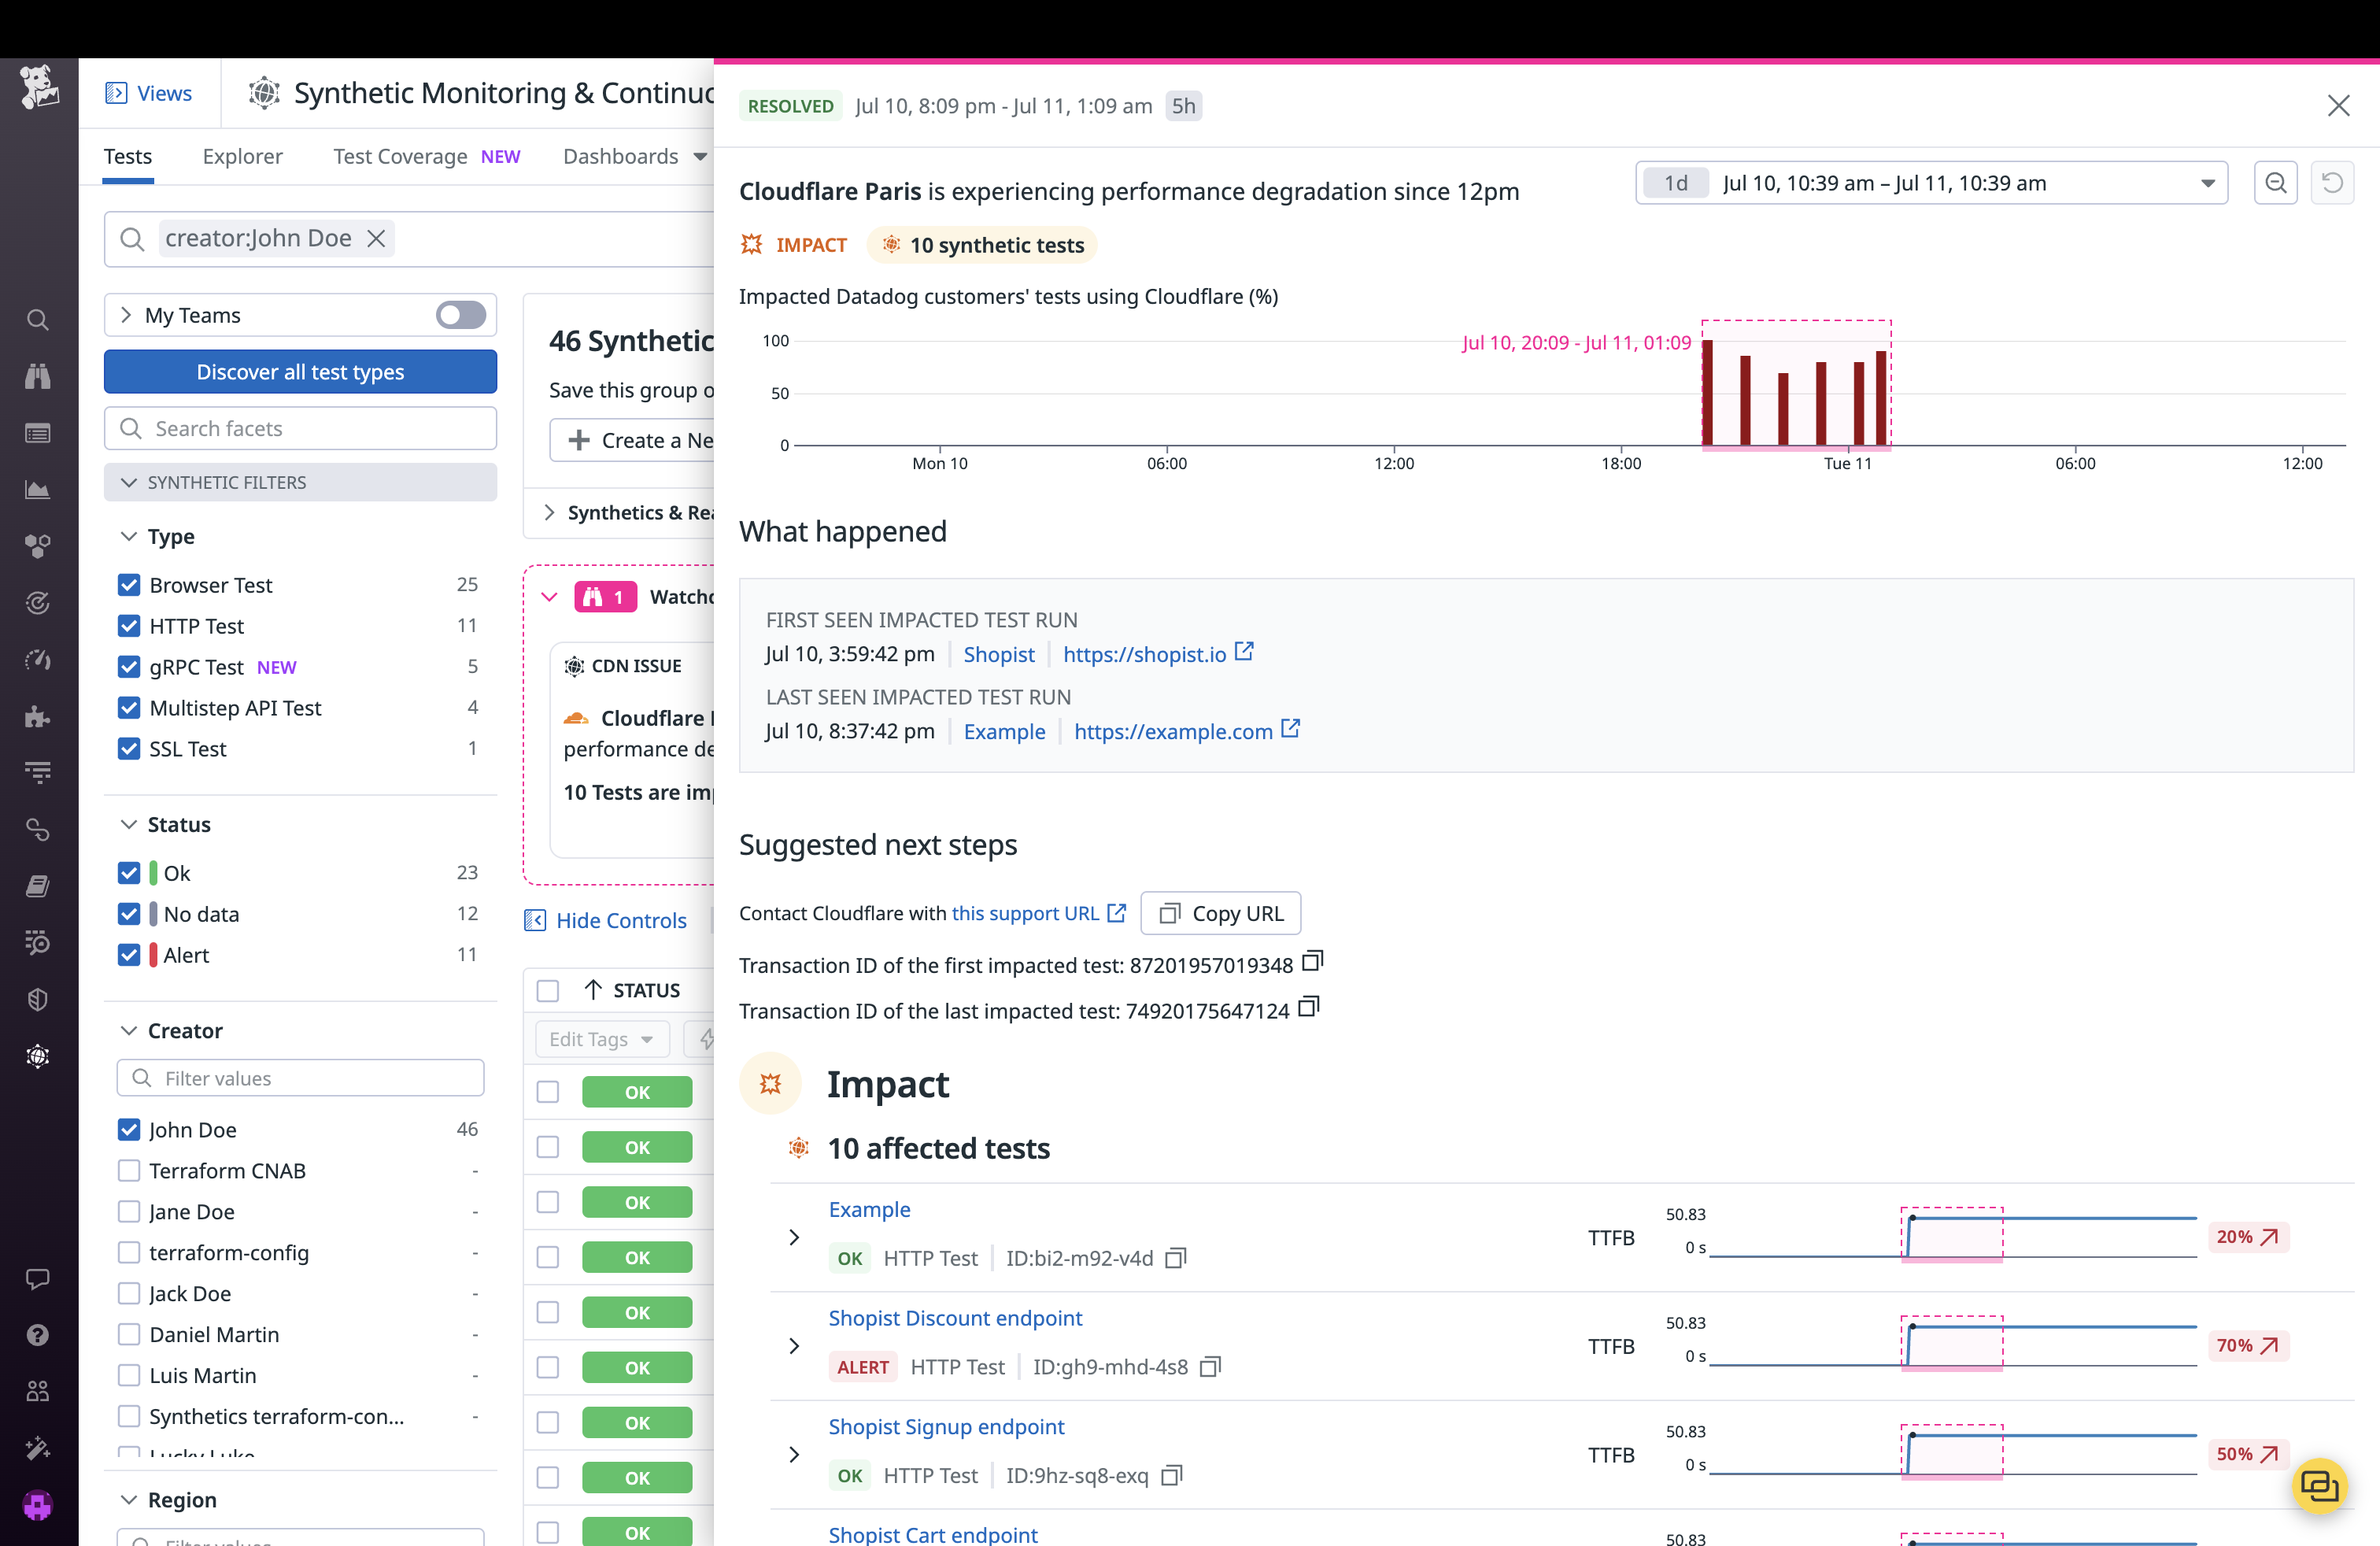 Views
Synthetic Monitoring & Continuo
Tests
Explorer
Test Coverage NEW
Dashboards
creator:John Doe
My Teams
Discover all test types
Search facets
SYNTHETIC FILTERS
Type
Browser Test 25
HTTP Test 11
gRPC Test NEW 5
Multistep API Test 4
SSL Test 1
Status
Ok 23
No data 12
Alert 11
Creator
Filter values
John Doe 46
Terraform CNAB -
Jane Doe -
terraform-config -
Jack Doe -
Daniel Martin -
Luis Martin -
Synthetics terraform-con... -
Lucky Luke
Region
Filter values
46 Synthetic
Save this group o
Create a Ne
Synthetics & Rea
1 Watchd
CDN ISSUE
Cloudflare
performance de
10 Tests are im
Hide Controls
STATUS
Edit Tags
OK
OK
OK
OK
OK
OK
OK
OK
OK
RESOLVED Jul 10, 8:09 pm - Jul 11, 1:09 am 5h
Cloudflare Paris is experiencing performance degradation since 12pm
1d Jul 10, 10:39 am – Jul 11, 10:39 am
IMPACT 10 synthetic tests
Impacted Datadog customers' tests using Cloudflare (%)
100
Jul 10, 20:09 - Jul 11, 01:09
50
0
Mon 10 06:00 12:00 18:00 Tue 11 06:00 12:00
What happened
FIRST SEEN IMPACTED TEST RUN
Jul 10, 3:59:42 pm Shopist https://shopist.io
LAST SEEN IMPACTED TEST RUN
Jul 10, 8:37:42 pm Example https://example.com
Suggested next steps
Contact Cloudflare with this support URL Copy URL
Transaction ID of the first impacted test: 87201957019348
Transaction ID of the last impacted test: 74920175647124
Impact
10 affected tests
Example
OK HTTP Test ID:bi2-m92-v4d
TTFB
50.83
0 s
20%
Shopist Discount endpoint
ALERT HTTP Test ID:gh9-mhd-4s8
TTFB
50.83
0 s
70%
Shopist Signup endpoint
OK HTTP Test ID:9hz-sq8-exq
TTFB
50.83
0 s
50%
Shopist Cart endpoint
50.83